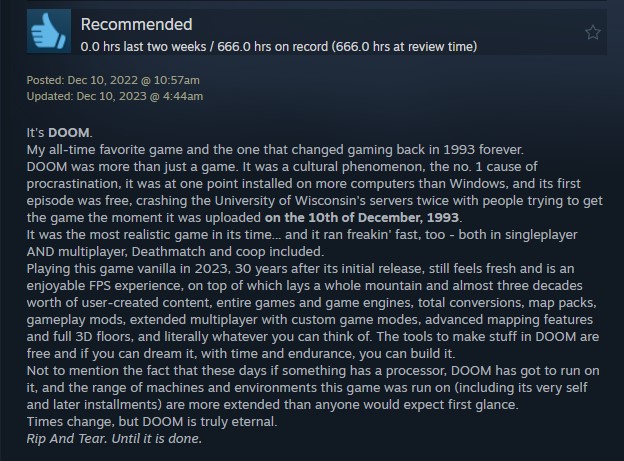 Recommended
0.0 hrs last two weeks / 666.0 hrs on record (666.0 hrs at review time)
Posted: Dec 10, 2022 @ 10:57am
Updated: Dec 10, 2023 @ 4:44am
It's DOOM.
My all-time favorite game and the one that changed gaming back in 1993 forever.
DOOM was more than just a game. It was a cultural phenomenon, the no. 1 cause of
procrastination, it was at one point installed on more computers than Windows, and its first
episode was free, crashing the University of Wisconsin's servers twice with people trying to get
the game the moment it was uploaded on the 10th of December, 1993.
It was the most realistic game in its time... and it ran freakin' fast, too - both in singleplayer
AND multiplayer, Deathmatch and coop included.
Playing this game vanilla in 2023, 30 years after its initial release, still feels fresh and is an
enjoyable FPS experience, on top of which lays a whole mountain and almost three decades
worth of user-created content, entire games and game engines, total conversions, map packs,
gameplay mods, extended multiplayer with custom game modes, advanced mapping features
and full 3D floors, and literally whatever you can think of. The tools to make stuff in DOOM are
free and if you can dream it, with time and endurance, you can build it.
Not to mention the fact that these days if something has a processor, DOOM has got to run on
it, and the range of machines and environments this game was run on (including its very self
and later installments) are more extended than anyone would expect first glance.
Times change, but DOOM is truly eternal.
Rip And Tear. Until it is done.